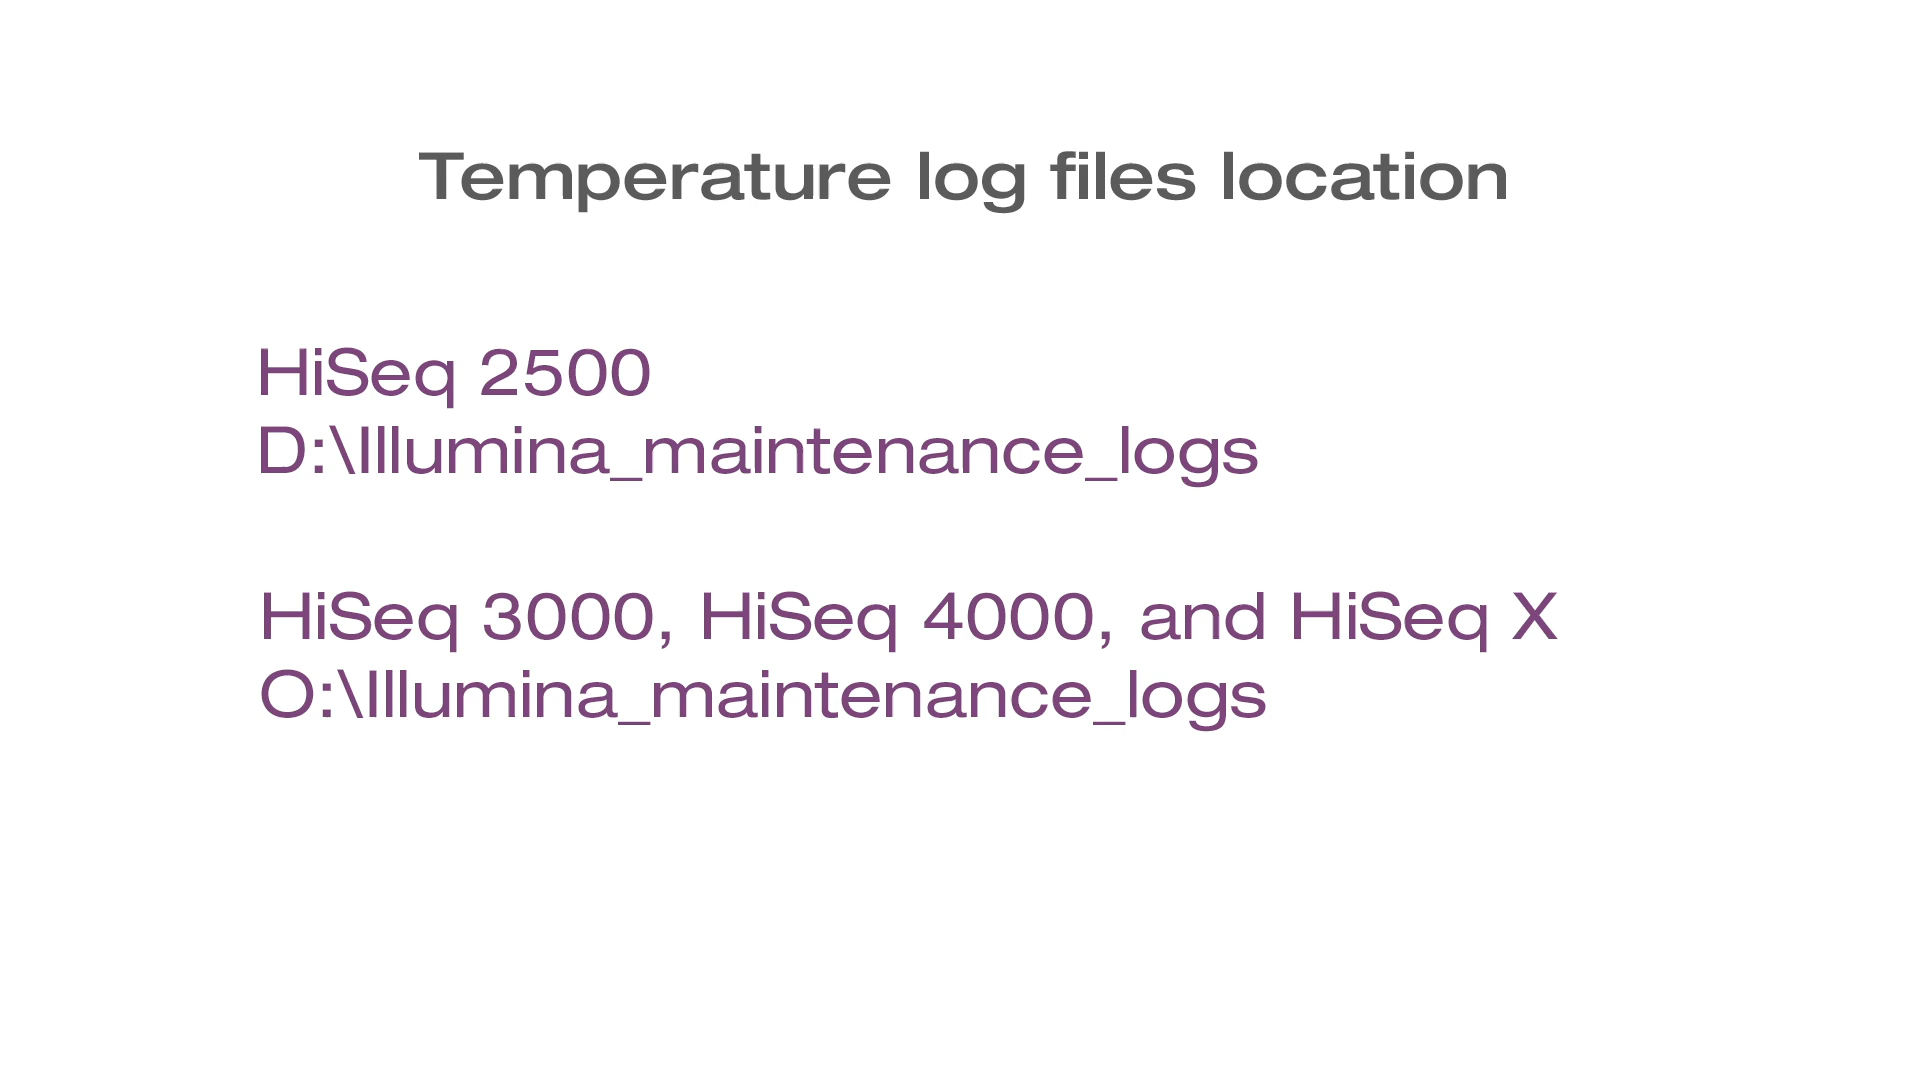 Temperature log files location
HiSeq 2500
D:\Illumina_maintenance_logs
HiSeq 3000, HiSeq 4000, and HiSeq X
O:\Illumina_maintenance_logs